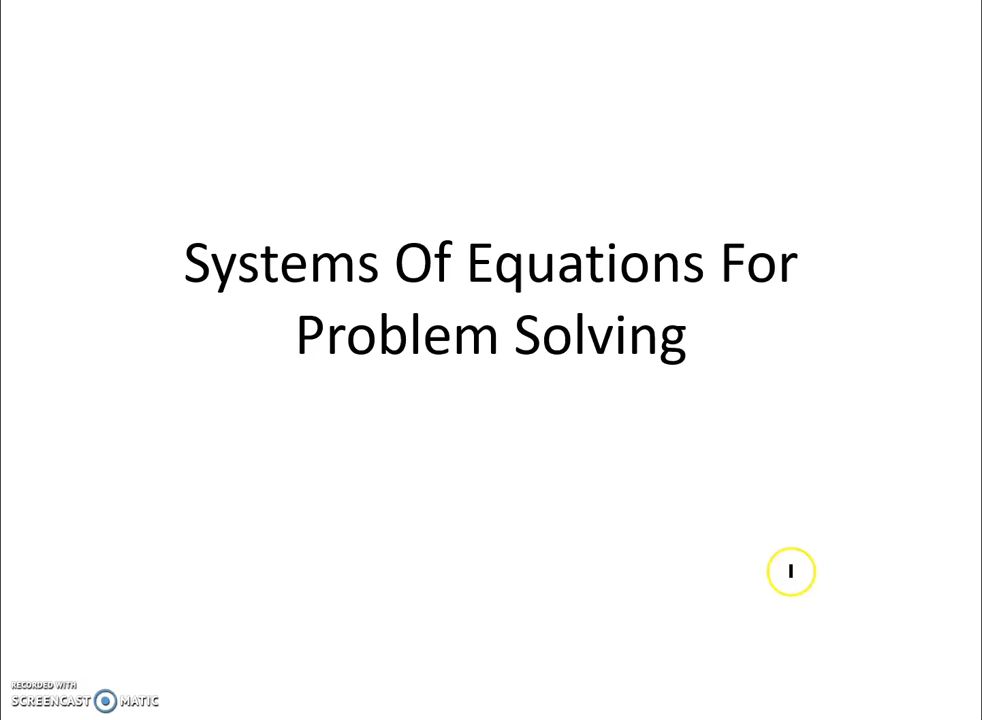 Systems Of Equations For
Problem Solving
RECORDED WITH
SCREENCAST MATIC